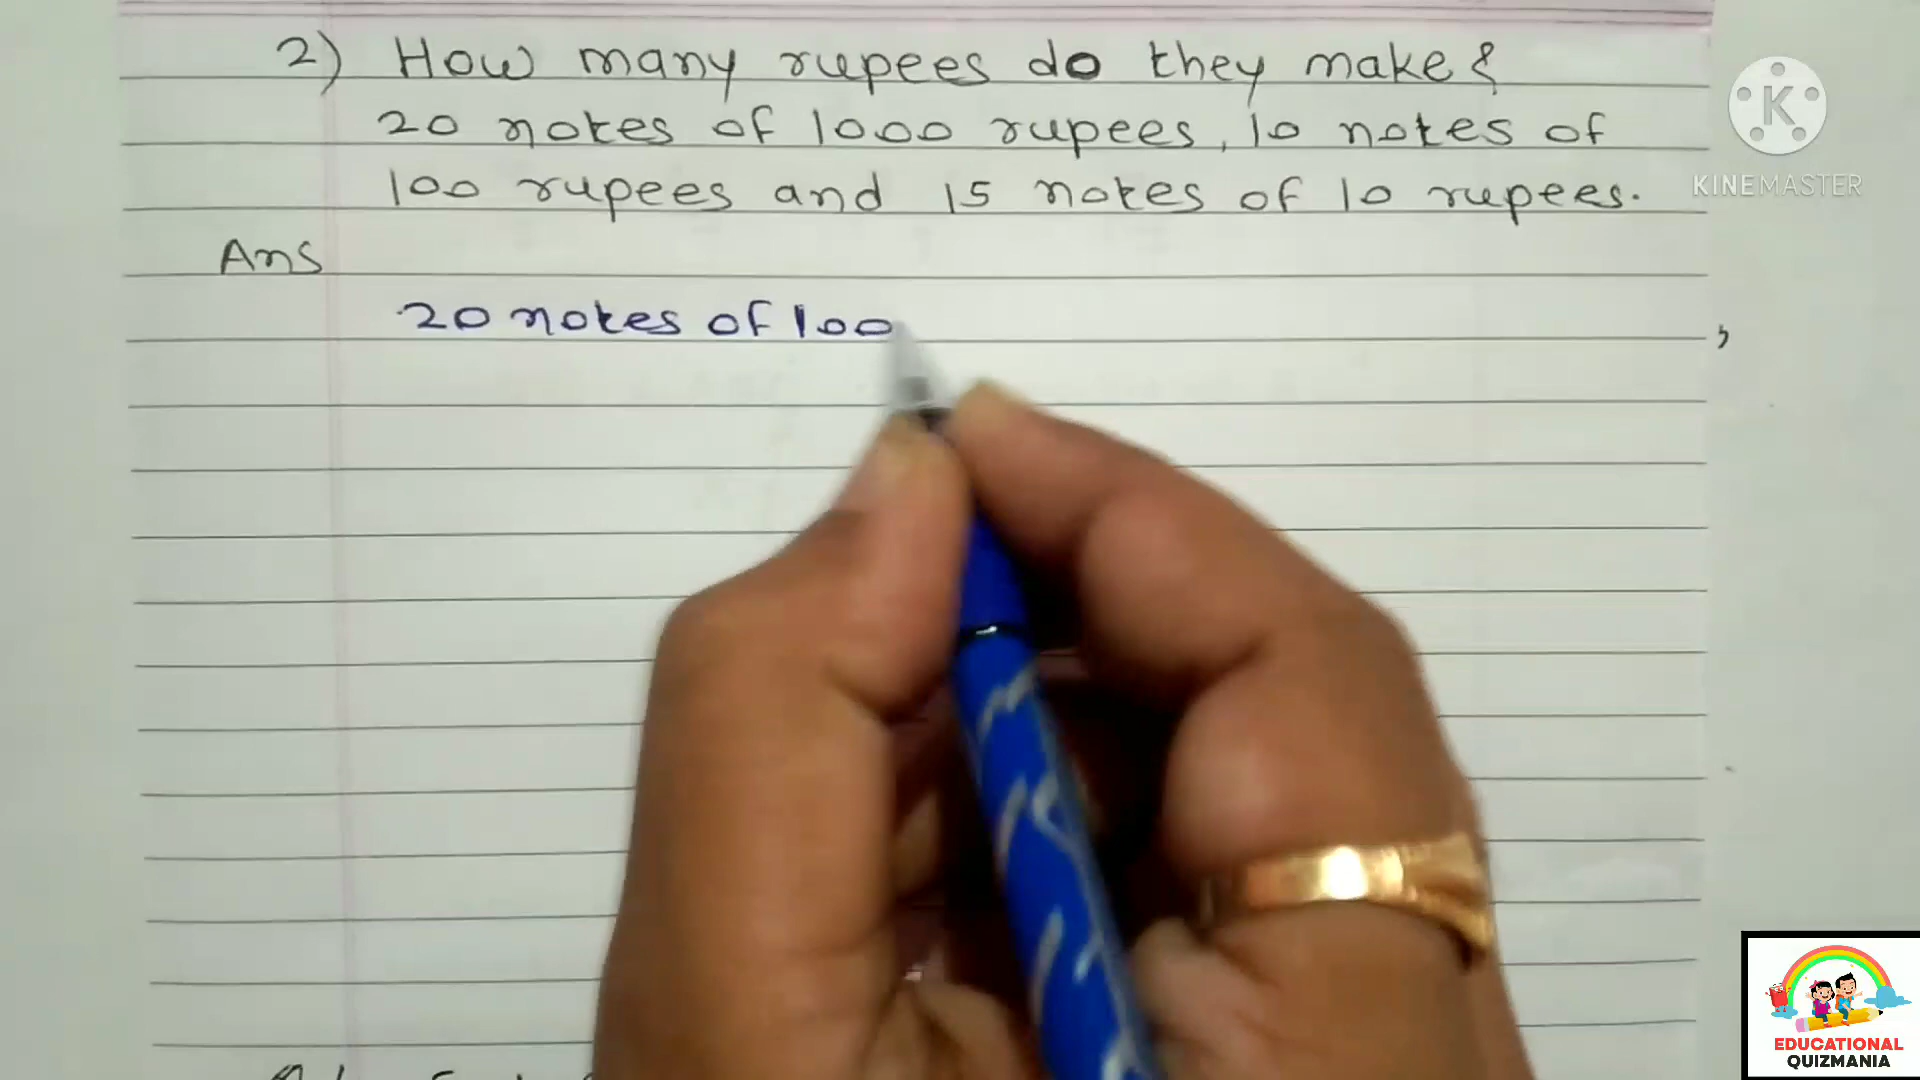 2) How many rupees do they make &
20 notes of 1000 rupees, 10 notes of
100 rupees and 15 notes of 10 rupees.
Ans
20 notes of 100
K
KINEMASTER
EDUCATIONAL
QUIZMANIA